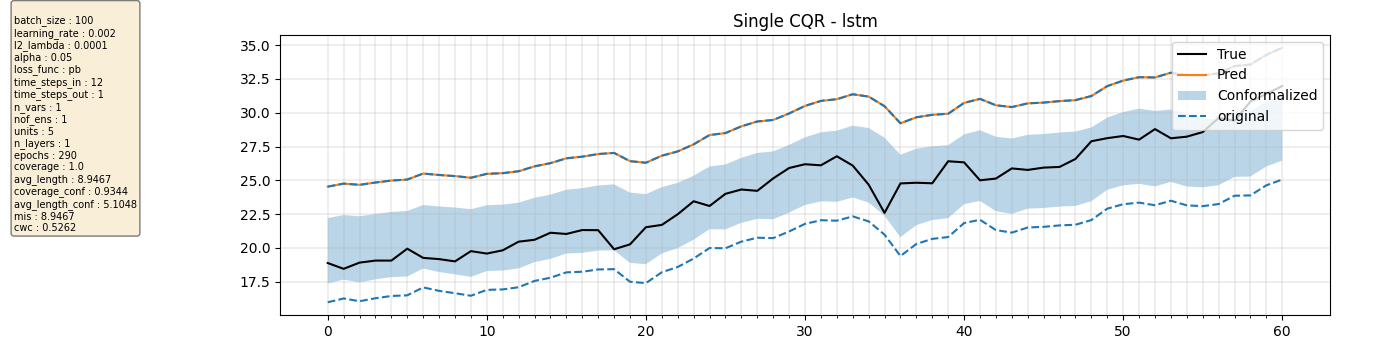 batch_size : 100
learning_rate : 0.002
l2_lambda : 0.0001
alpha : 0.05
loss_func : pb
time_steps_in : 12
time_steps_out : 1
n_vars : 1
nof_ens : 1
units : 5
n_layers : 1
epochs : 290
coverage : 1.0
avg_length : 8.9467
coverage_conf : 0.9344
avg_length_conf : 5.1048
mis : 8.9467
cwc : 0.5262
Single CQR - lstm
35.0
32.5
30.0
27.5
25.0
22.5
20.0
17.5
True
Pred
Conformalized
original
0 10 20 30 40 50 60